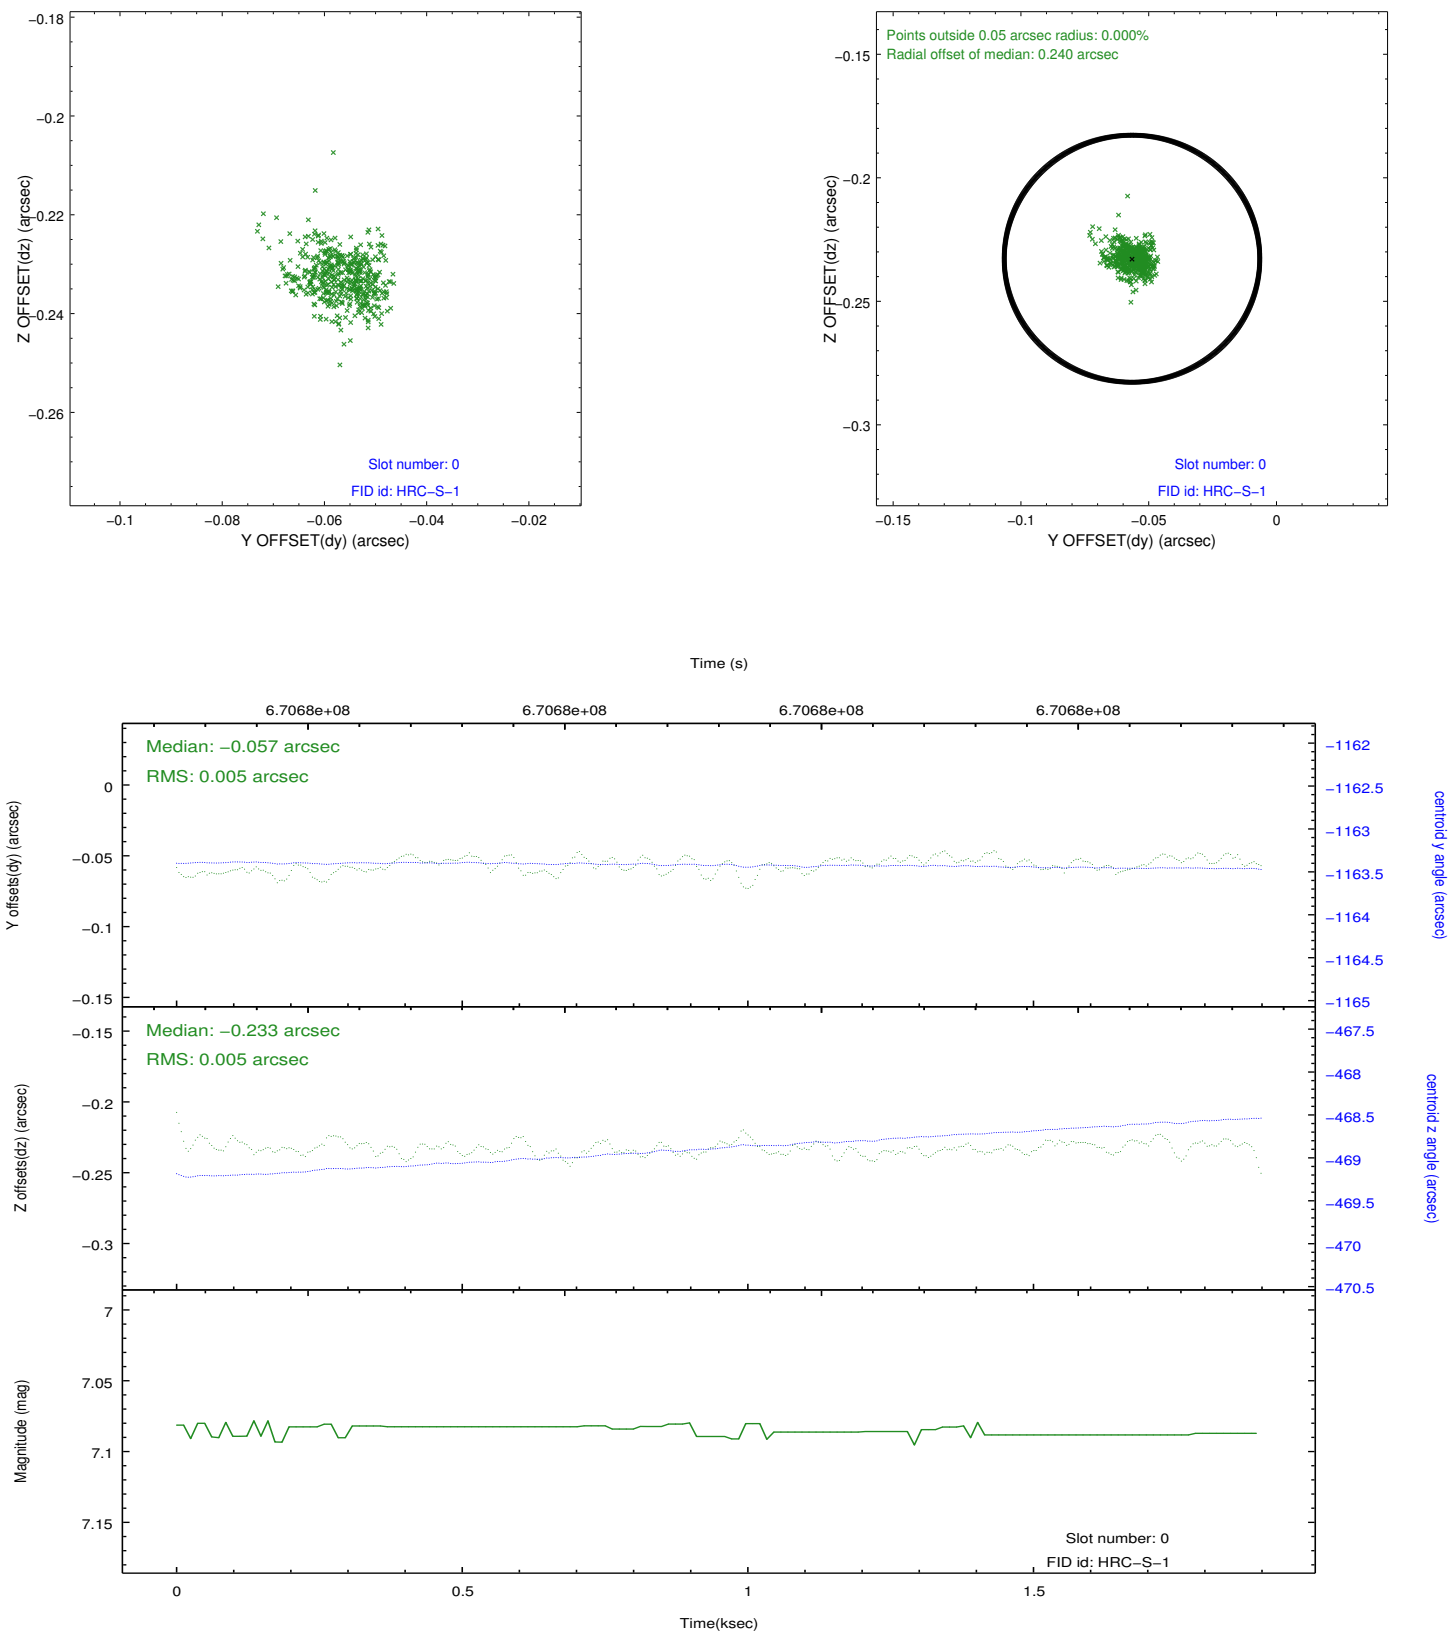 −0.18
−0.2
−0.22
−0.24
−0.26
Z OFFSET(dz) (arcsec)
Slot number: 0
FID id: HRC−S−1
−0.1
−0.08
−0.06
−0.04
−0.02
Y OFFSET(dy) (arcsec)
Points outside 0.05 arcsec radius: 0.000%
Radial offset of median: 0.240 arcsec
−0.15
−0.2
−0.25
−0.3
Z OFFSET(dz) (arcsec)
Slot number: 0
FID id: HRC−S−1
−0.15
−0.1
−0.05
0
Y OFFSET(dy) (arcsec)
Time (s)
6.7068e+08
6.7068e+08
6.7068e+08
6.7068e+08
Median: −0.057 arcsec
RMS: 0.005 arcsec
0
−0.05
−0.1
−0.15
Y offsets(dy) (arcsec)
−1162
−1162.5
−1163
−1163.5
−1164
−1164.5
−1165
centroid y angle (arcsec)
Median: −0.233 arcsec
RMS: 0.005 arcsec
−0.15
−0.2
−0.25
−0.3
Z offsets(dz) (arcsec)
−467.5
−468
−468.5
−469
−469.5
−470
−470.5
centroid z angle (arcsec)
7
7.05
7.1
7.15
Magnitude (mag)
Slot number: 0
FID id: HRC−S−1
0
0.5
1
1.5
Time(ksec)